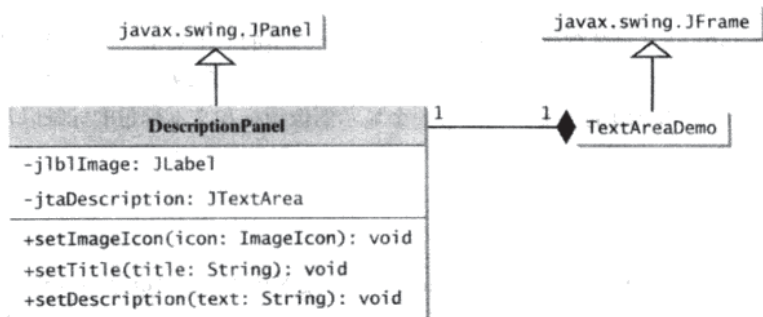 javax.swing.JPanel
javax.swing.JFrame
DescriptionPanel
1
1
TextAreaDemo
-jlblImage: JLabel
-jtaDescription: JTextArea
+setImageIcon(icon: ImageIcon): void
+setTitle(title: String): void
+setDescription(text: String): void